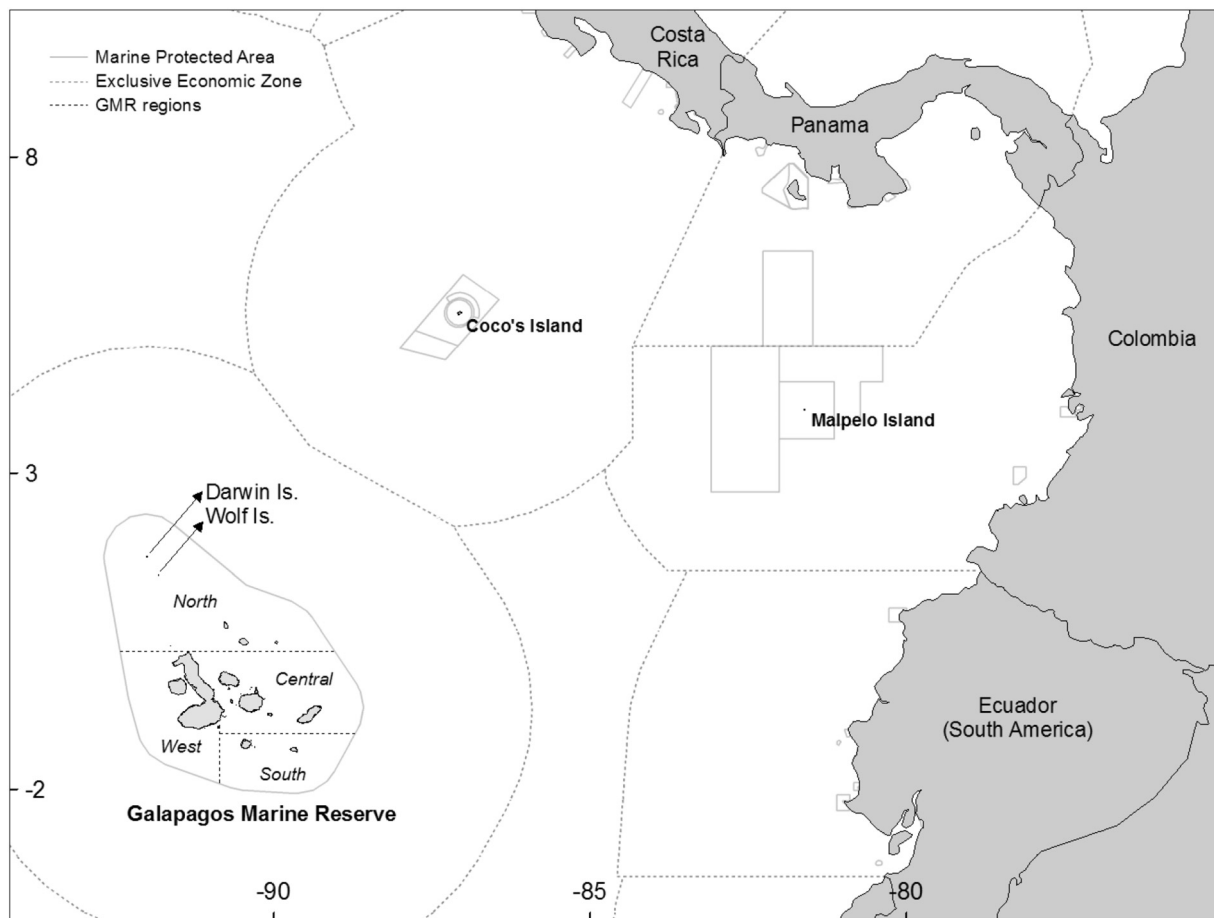 Marine Protected Area
Exclusive Economic Zone
GMR regions
Costa
Rica
Panama
8
Coco's Island
Colombia
Malpelo Island
3
Darwin Is.
Wolf Is.
North
Central
West
South
Ecuador
(South America)
-2
Galapagos Marine Reserve
-90
-85
-80